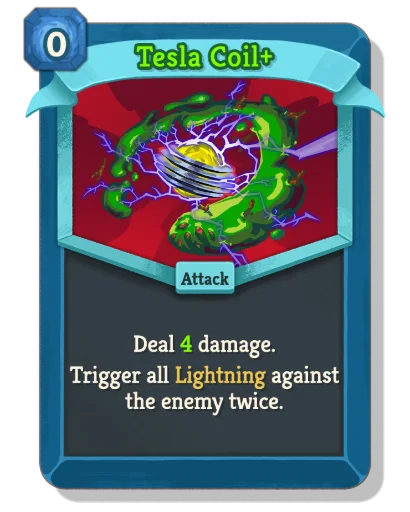 0
Tesla Coil+
Attack
Deal 4 damage.
Trigger all Lightning against
the enemy twice.